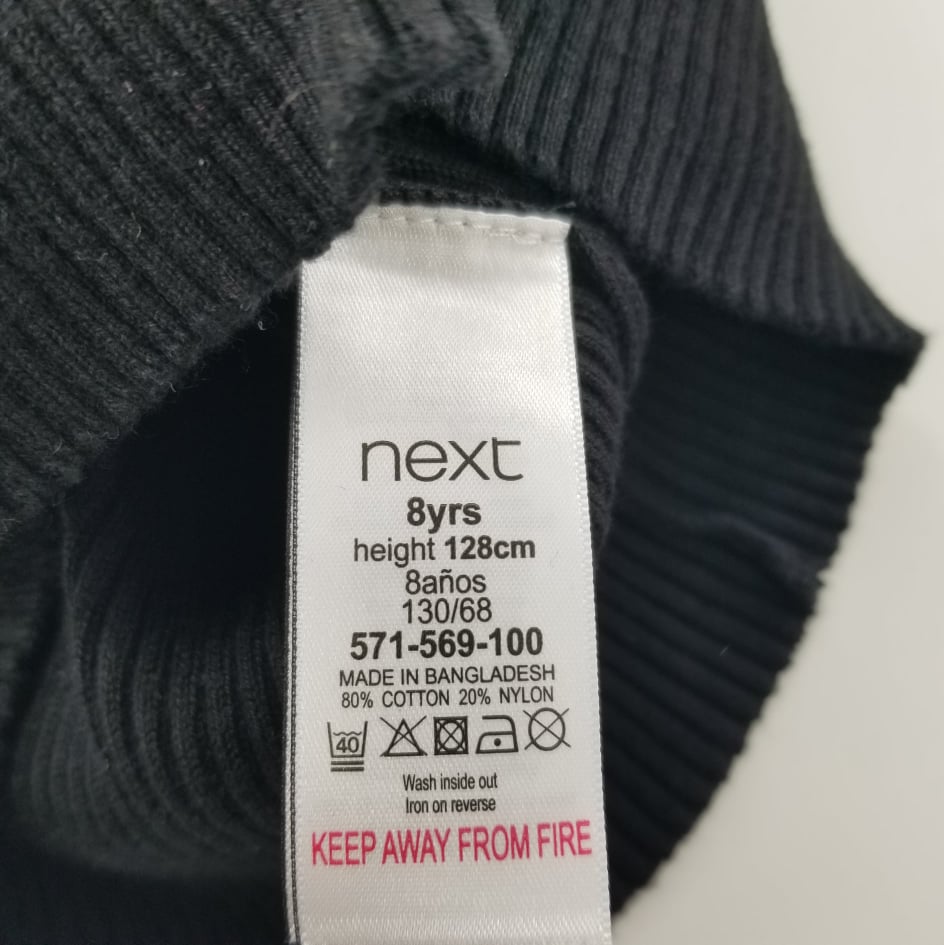 next
8yrs
height 128cm
8años
130/68
571-569-100
MADE IN BANGLADESH
80% COTTON 20% NYLON
40
Wash inside out
Iron on reverse
KEEP AWAY FROM FIRE